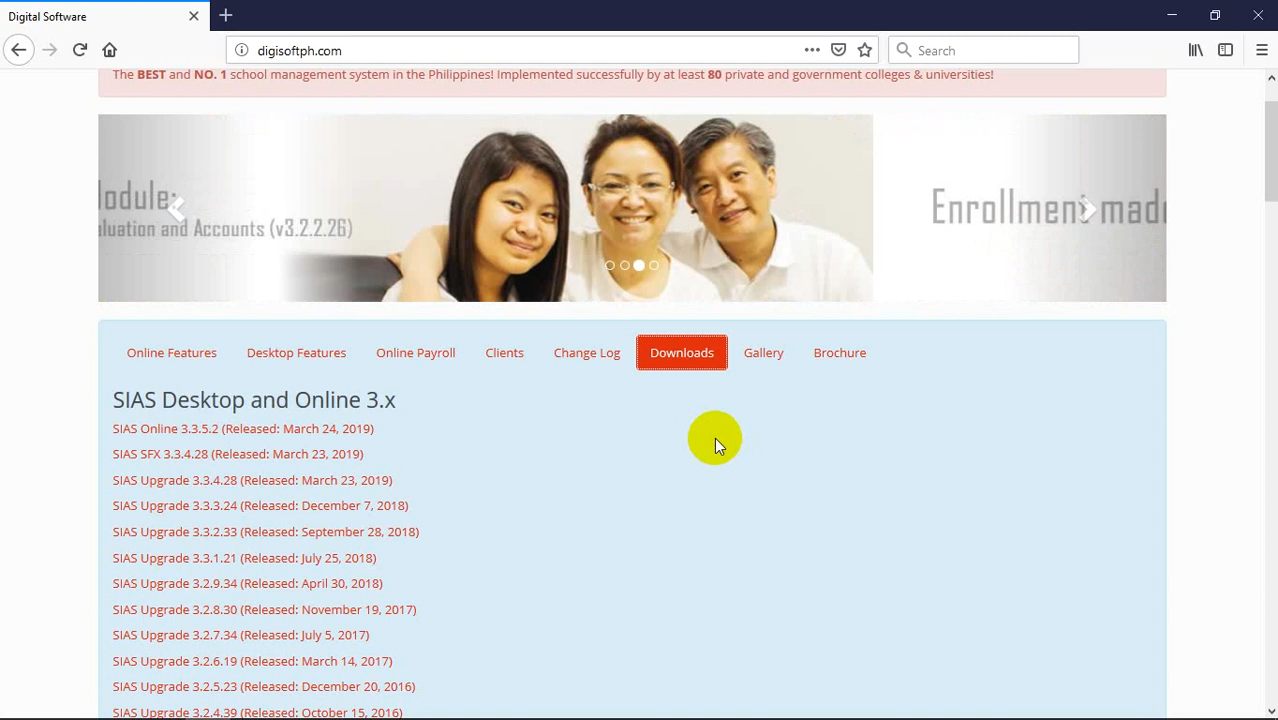 Digital Software
digisoftph.com
Search
The BEST and NO. 1 school management system in the Philippines! Implemented successfully by at least 80 private and government colleges & universities!
odule:
luation and Accounts (v3.2.2.26)
Enrollment mad
Online Features
Desktop Features
Online Payroll
Clients
Change Log
Downloads
Gallery
Brochure
SIAS Desktop and Online 3.x
SIAS Online 3.3.5.2 (Released: March 24, 2019)
SIAS SFX 3.3.4.28 (Released: March 23, 2019)
SIAS Upgrade 3.3.4.28 (Released: March 23, 2019)
SIAS Upgrade 3.3.3.24 (Released: December 7, 2018)
SIAS Upgrade 3.3.2.33 (Released: September 28, 2018)
SIAS Upgrade 3.3.1.21 (Released: July 25, 2018)
SIAS Upgrade 3.2.9.34 (Released: April 30, 2018)
SIAS Upgrade 3.2.8.30 (Released: November 19, 2017)
SIAS Upgrade 3.2.7.34 (Released: July 5, 2017)
SIAS Upgrade 3.2.6.19 (Released: March 14, 2017)
SIAS Upgrade 3.2.5.23 (Released: December 20, 2016)
SIAS Upgrade 3.2.4.39 (Released: October 15, 2016)